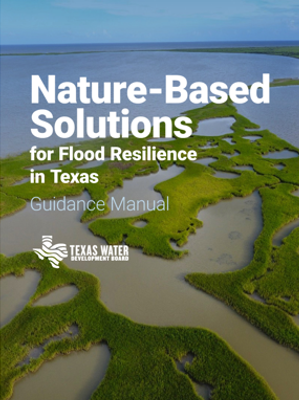 Nature-Based
Solutions
for Flood Resilience
in Texas
Guidance Manual
TEXAS WATER
DEVELOPMENT BOARD